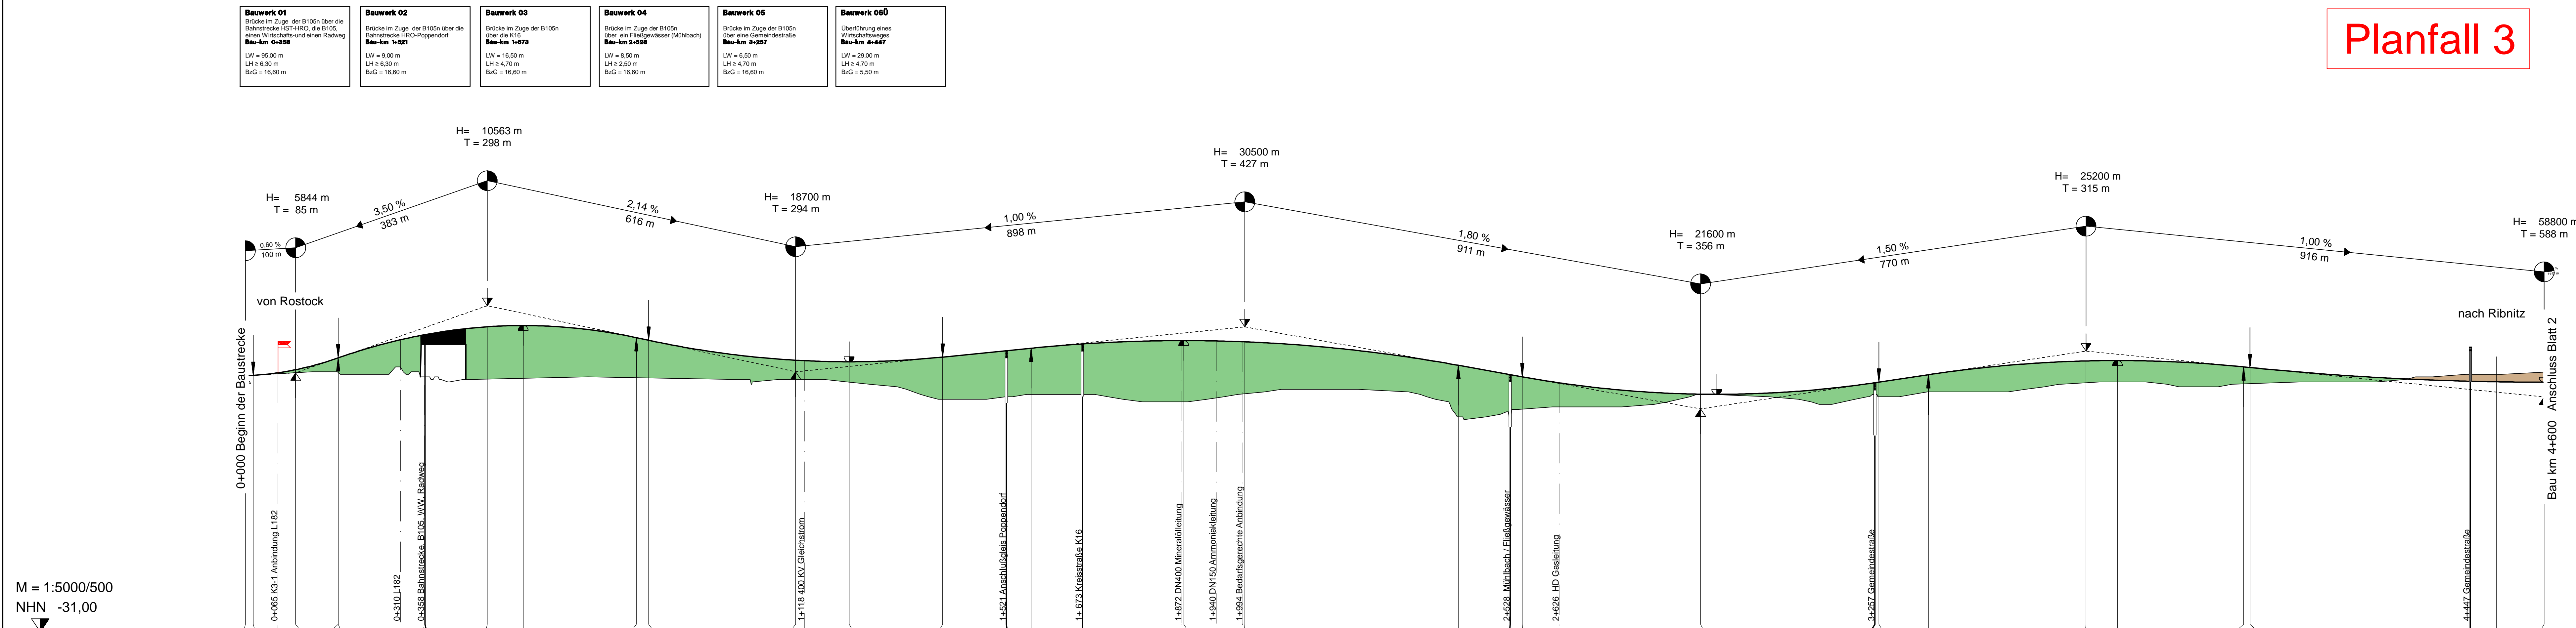 Bauwerk 01
Brücke im Zuge der B105n über die
Bahnstrecke HST-HRO, die B105,
einen Wirtschafts-und einen Radweg
Bau-km 0+358
LW = 95,00 m
LH ≥ 6,30 m
BzG = 16,60 m
Bauwerk 02
Brücke im Zuge der B105n über die
Bahnstrecke HRO-Poppendorf
Bau-km 1+521
LW = 9,00 m
LH ≥ 6,30 m
BzG = 16,60 m
Bauwerk 03
Brücke im Zuge der B105n
über die K16
Bau-km 1+673
LW = 16,50 m
LH ≥ 4,70 m
BzG = 16,60 m
Bauwerk 04
Brücke im Zuge der B105n
über ein Fließgewässer (Mühlbach)
Bau-km 2+528
LW = 8,50 m
LH ≥ 2,50 m
BzG = 16,60 m
Bauwerk 05
Brücke im Zuge der B105n
über eine Gemeindestraße
Bau-km 3+257
LW = 6,50 m
LH ≥ 4,70 m
BzG = 16,60 m
Bauwerk 06Ü
Überführung eines
Wirtschaftsweges
Bau-km 4+447
LW = 29,00 m
LH ≥ 4,70 m
BzG = 5,50 m
Planfall 3
H= 5844 m
T = 85 m
H= 10563 m
T = 298 m
H= 18700 m
T = 294 m
H= 30500 m
T = 427 m
H= 21600 m
T = 356 m
H= 25200 m
T = 315 m
H= 58800 m
T = 588 m
0,60 %
100 m
3,50 %
383 m
2,14 %
616 m
1,00 %
898 m
1,80 %
911 m
1,50 %
770 m
1,00 %
916 m
von Rostock
nach Ribnitz
0+000 Beginn der Baustrecke
0+065 K3-1 Anbindung L182
0+310 L182
0+358 Bahnstrecke, B105, WW, Radweg
1+118 400 KV Gleichstrom
1+521 Anschlußgleis Poppendorf
1+ 673 Kreisstraße K16
1+872 DN400 Mineralölleitung
1+940 DN150 Ammoniakleitung
1+994 Bedarfsgerechte Anbindung
2+528 Mühlbach / Fließgewässer
2+626 HD Gasleitung
3+257 Gemeindestraße
4+447 Gemeindestraße
Bau km 4+600 Anschluss Blatt 2
M = 1:5000/500
NHN -31,00